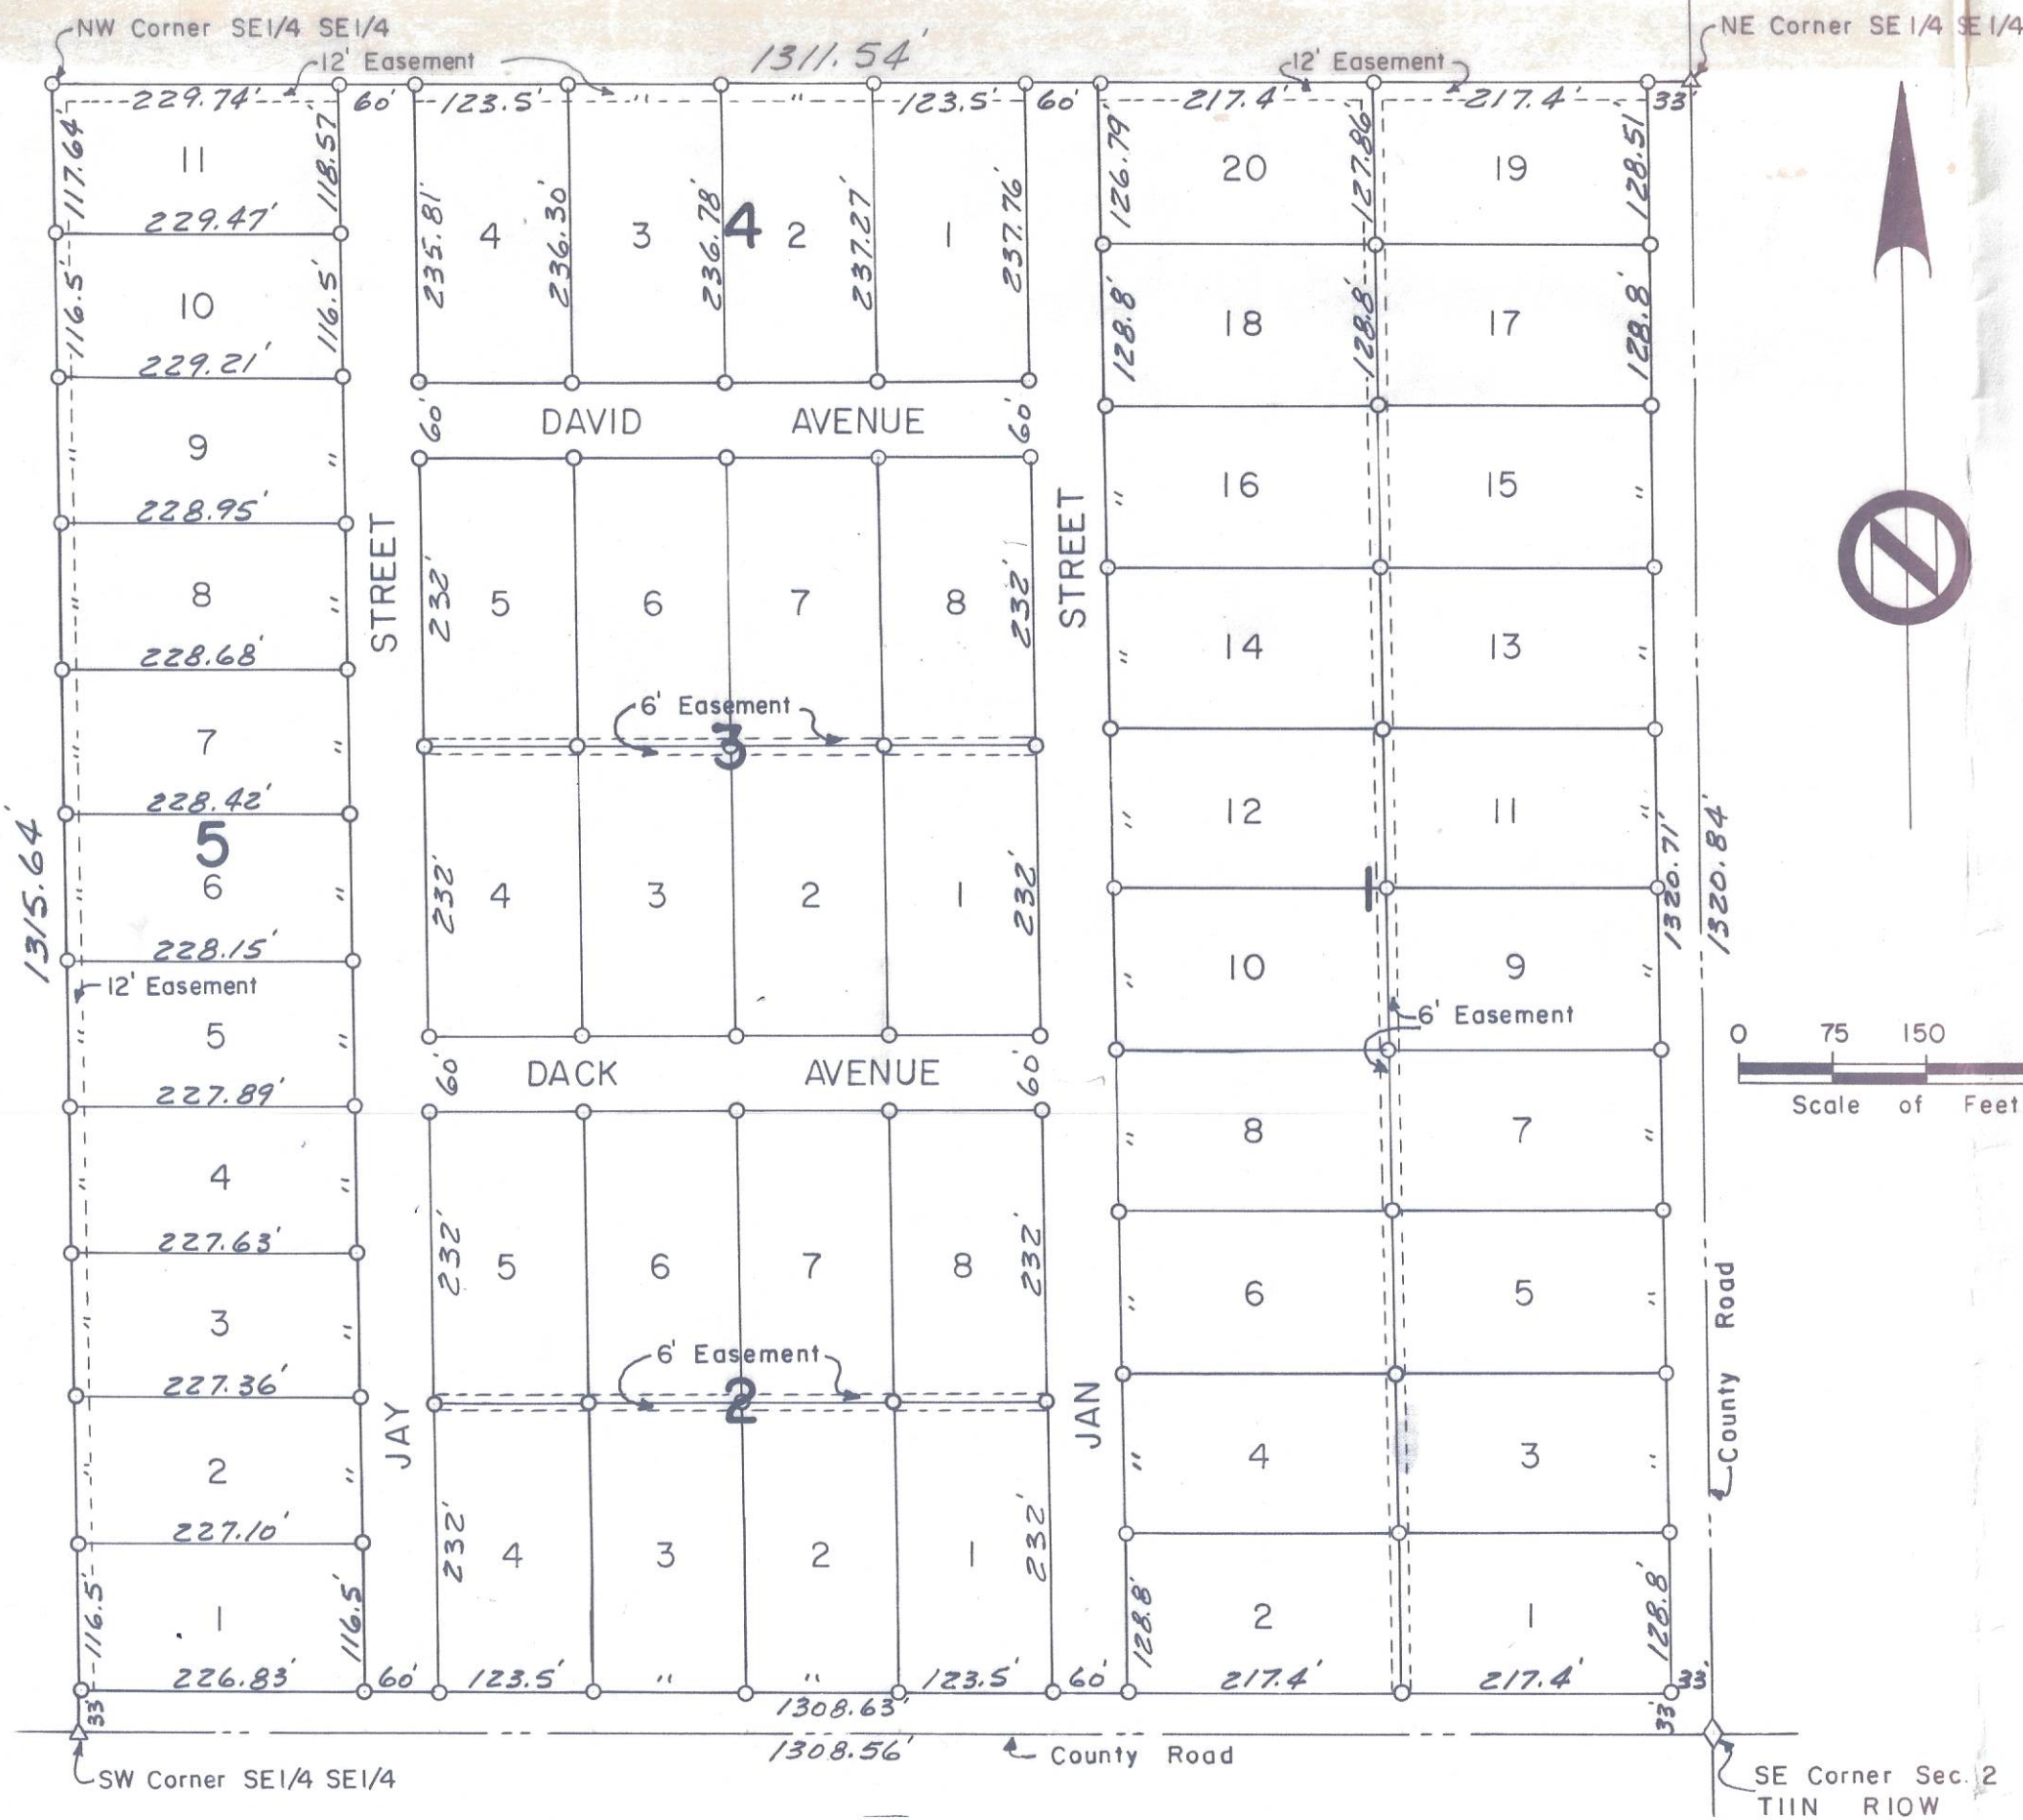 NW Corner SE1/4 SE1/4
NE Corner SE 1/4 SE 1/4
12' Easement
1311.54'
12' Easement
229.74' 60' 123.5' " " 123.5' 60' 217.4' 217.4' 33'
117.64' 11 118.57'
229.47'
116.5' 10 116.5'
229.21'
9
" "
228.95'
8
" "
228.68'
7
" "
228.42'
5
6
" "
228.15'
12' Easement
5
" "
227.89'
4
" "
227.63'
3
" "
227.36'
2
" "
227.10'
116.5' 1 116.5'
226.83'
33'
1315.64'
STREET
JAY
235.81' 4 236.30' 3 236.78' 4 2 237.27' 1 237.76'
60' DAVID AVENUE 60'
232' 5 6 7 8 232'
6' Easement
3
232' 4 3 2 1 232'
60' DACK AVENUE 60'
232' 5 6 7 8 232'
6' Easement
2
232' 4 3 2 1 232'
60' 123.5' " " 123.5' 60'
STREET
JAN
126.79' 20 127.86' 19 128.51'
128.8' 18 128.8' 17 128.8'
" 16 15 "
" 14 13 "
" 12 11 "
1
" 10 9 "
6' Easement
" 8 7 "
" 6 5 "
" 4 3 "
128.8' 2 1 128.8'
217.4' 217.4' 33'
33'
1320.71'
1320.84'
County Road
N
0 75 150
Scale of Feet
1308.63'
1308.56'
County Road
SW Corner SE1/4 SE1/4
SE Corner Sec. 2
T11N R10W